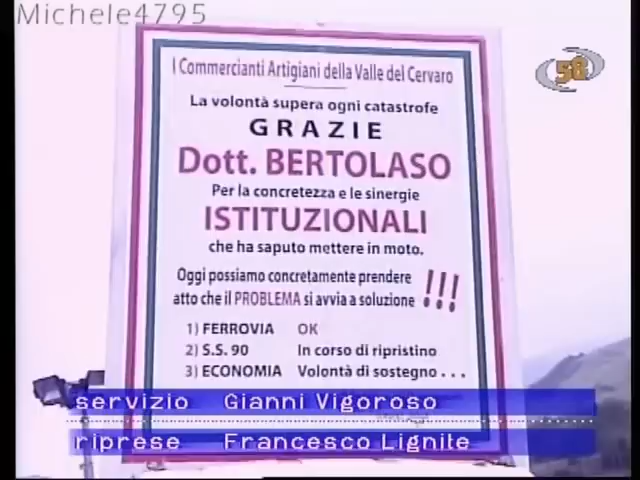 Michele4795
58
I Commercianti Artigiani della Valle del Cervaro
La volontà supera ogni catastrofe
GRAZIE
Dott. BERTOLASO
Per la concretezza e le sinergie
ISTITUZIONALI
che ha saputo mettere in moto.
Oggi possiamo concretamente prendere
atto che il PROBLEMA si avvia a soluzione !!!
1) FERROVIA OK
2) S.S. 90 In corso di ripristino
3) ECONOMIA Volontà di sostegno...
servizio Gianni Vigoroso
riprese Francesco Lignite